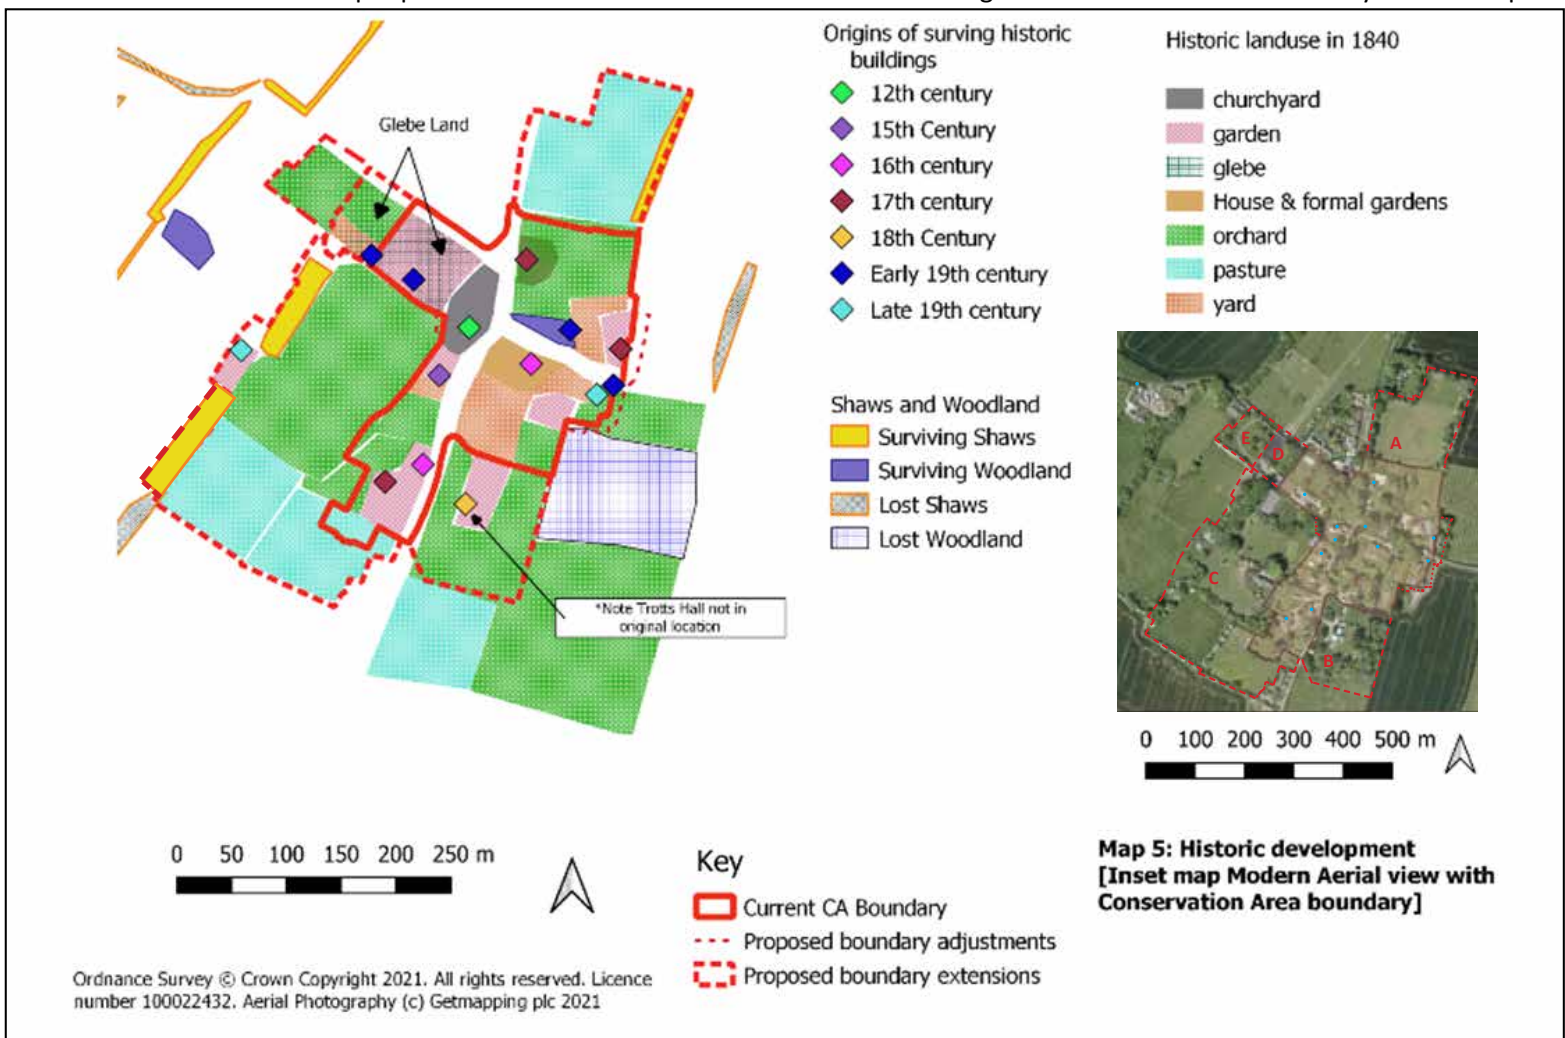 Glebe Land
*Note Trotts Hall not in
original location
Origins of surving historic
buildings
12th century
15th Century
16th century
17th century
18th Century
Early 19th century
Late 19th century
Historic landuse in 1840
churchyard
garden
glebe
House & formal gardens
orchard
pasture
yard
Shaws and Woodland
Surviving Shaws
Surviving Woodland
Lost Shaws
Lost Woodland
A
E
D
C
B
0 100 200 300 400 500 m
Map 5: Historic development
[Inset map Modern Aerial view with
Conservation Area boundary]
0 50 100 150 200 250 m
Key
Current CA Boundary
Proposed boundary adjustments
Proposed boundary extensions
Ordnance Survey © Crown Copyright 2021. All rights reserved. Licence
number 100022432. Aerial Photography (c) Getmapping plc 2021